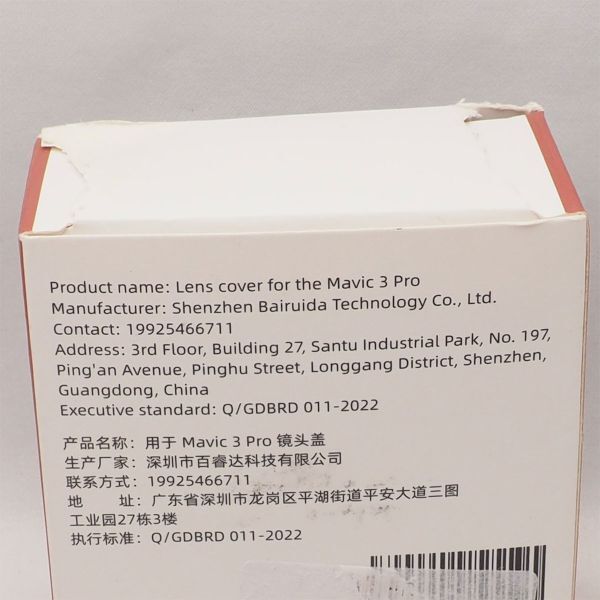 Product name: Lens cover for the Mavic 3 Pro
Manufacturer: Shenzhen Bairuida Technology Co., Ltd.
Contact: 19925466711
Address: 3rd Floor, Building 27, Santu Industrial Park, No. 197,
Ping'an Avenue, Pinghu Street, Longgang District, Shenzhen,
Guangdong, China
Executive standard: Q/GDBRD 011-2022
产品名称：用于 Mavic 3 Pro 镜头盖
生产厂家：深圳市百睿达科技有限公司
联系方式：19925466711
地 址：广东省深圳市龙岗区平湖街道平安大道三图
工业园27栋3楼
执行标准：Q/GDBRD 011-2022